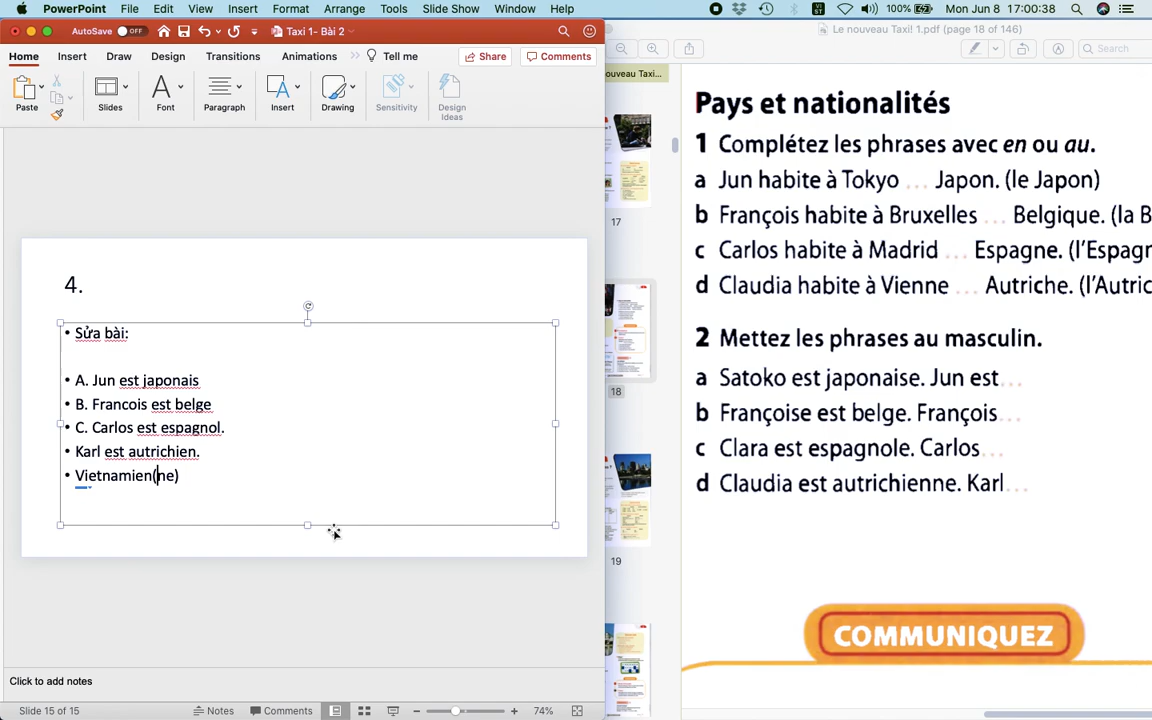 PowerPoint File Edit View Insert Format Arrange Tools Slide Show Window Help
100% Mon Jun 8 17:00:38
AutoSave OFF Taxi 1- Bài 2
Le nouveau Taxi! 1.pdf (page 18 of 146)
Home Insert Draw Design Transitions Animations Tell me Share Comments
Search
ouveau Taxi...
Paste Slides Font Paragraph Insert Drawing Sensitivity Design
Ideas
4.
• Sửa bài:
• A. Jun est japonais
• B. Francois est belge
• C. Carlos est espagnol.
• Karl est autrichien.
• Vietnamien(ne)
Click to add notes
Slide 15 of 15 Notes Comments 74%
17
18
19
Pays et nationalités
1 Complétez les phrases avec en ou au.
a Jun habite à Tokyo ... Japon. (le Japon)
b François habite à Bruxelles ... Belgique. (la B
c Carlos habite à Madrid ... Espagne. (l'Espagn
d Claudia habite à Vienne ... Autriche. (l'Autric
2 Mettez les phrases au masculin.
a Satoko est japonaise. Jun est...
b Françoise est belge. François...
c Clara est espagnole. Carlos...
d Claudia est autrichienne. Karl...
COMMUNIQUEZ